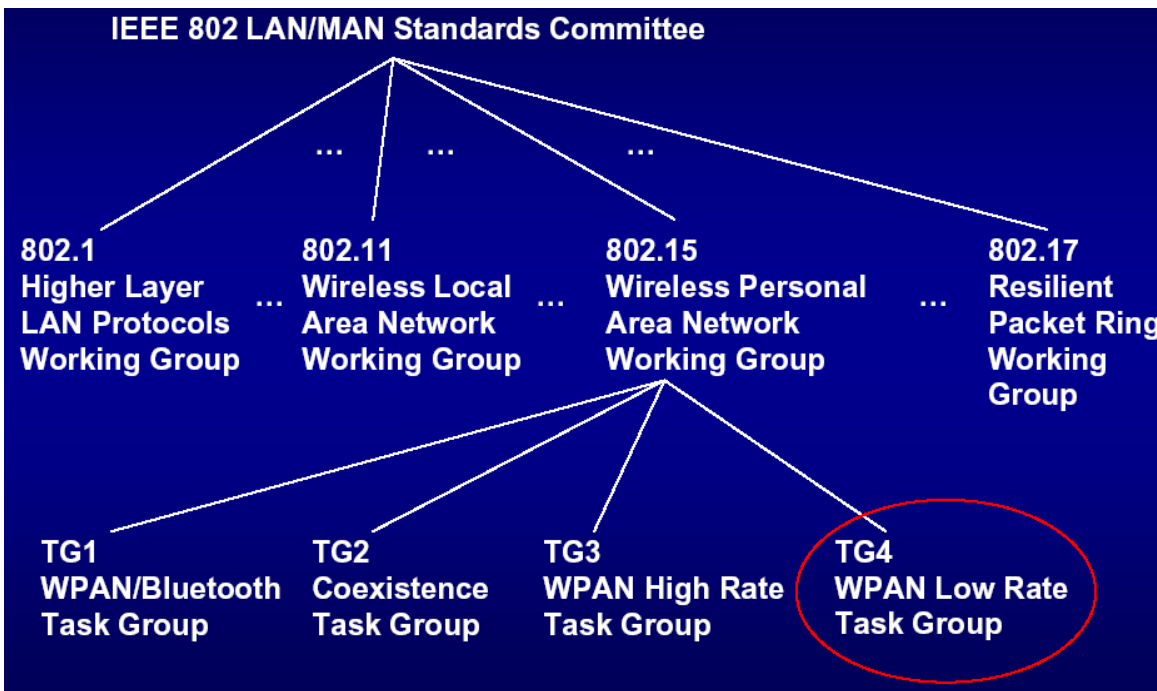 IEEE 802 LAN/MAN Standards Committee
... ... ...
802.1
Higher Layer
LAN Protocols
Working Group
...
802.11
Wireless Local
Area Network
Working Group
...
802.15
Wireless Personal
Area Network
Working Group
...
802.17
Resilient
Packet Ring
Working
Group
TG1
WPAN/Bluetooth
Task Group
TG2
Coexistence
Task Group
TG3
WPAN High Rate
Task Group
TG4
WPAN Low Rate
Task Group